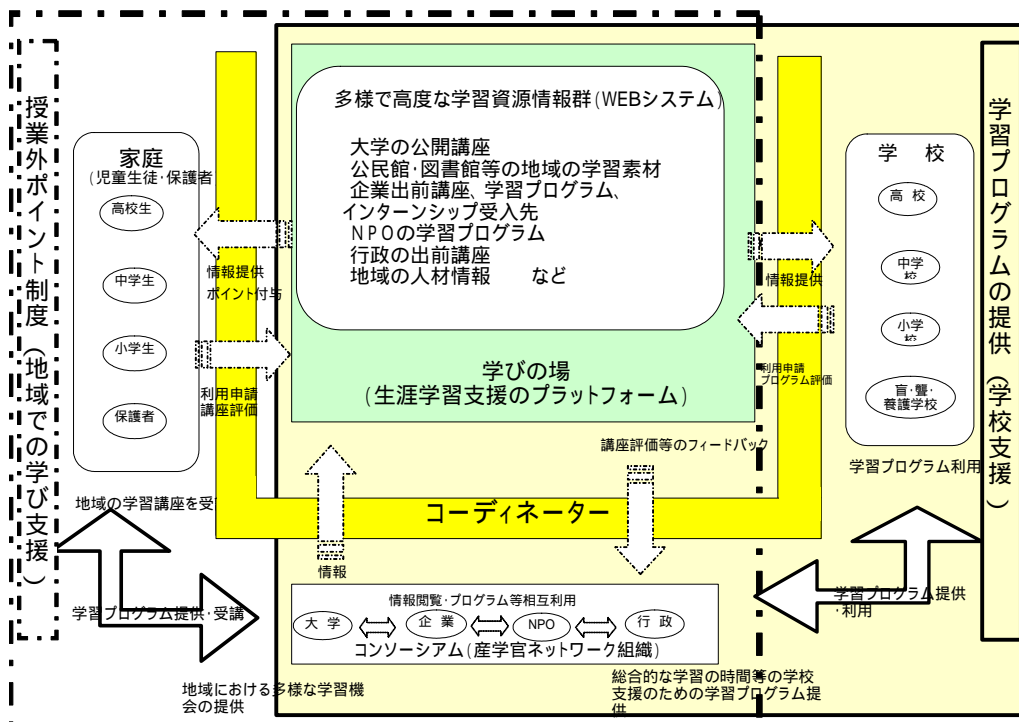 授業外ポイント制度（地域での学び支援）
家庭
(児童生徒・保護者
高校生
中学生
小学生
保護者
地域の学習講座を受
情報提供
ポイント付与
利用申請
講座評価
多様で高度な学習資源情報群(WEBシステム)
大学の公開講座
公民館・図書館等の地域の学習素材
企業出前講座、学習プログラム、
インターンシップ受入先
NPOの学習プログラム
行政の出前講座
地域の人材情報 など
学びの場
(生涯学習支援のプラットフォーム)
情報提供
利用申請
プログラム評価
学 校
高 校
中学
校
小学
校
盲・聾・
養護学校
学習プログラム利用
学習プログラムの提供（学校支援）
講座評価等のフィードバック
コーディネーター
情報
学習プログラム提供・受講
学習プログラム提供
・利用
情報閲覧・プログラム等相互利用
大 学
企 業
NPO
行 政
コンソーシアム(産学官ネットワーク組織)
地域における多様な学習機
会の提供
総合的な学習の時間等の学校
支援のための学習プログラム提
供